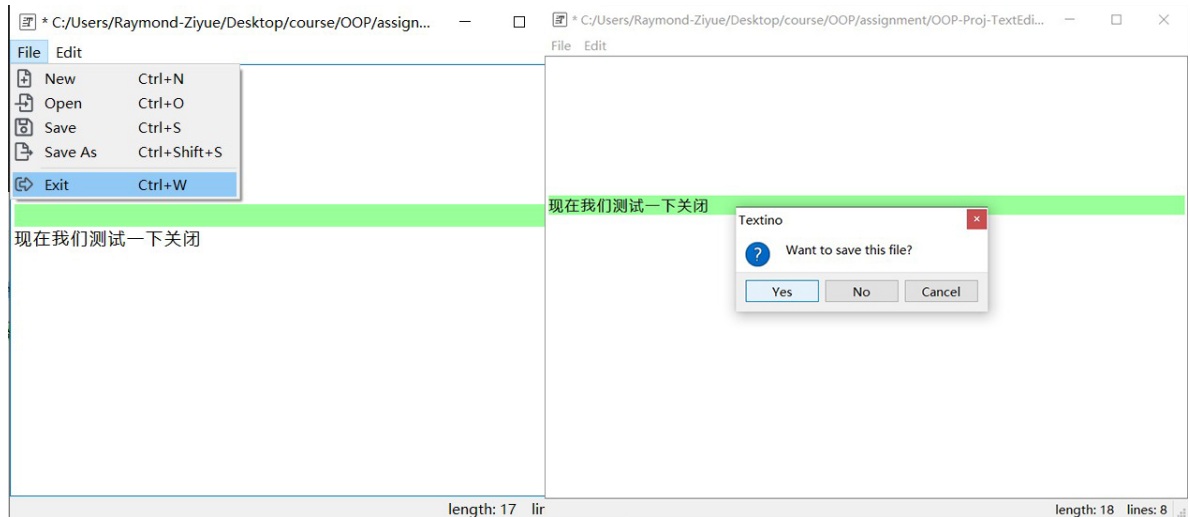 * C:/Users/Raymond-Ziyue/Desktop/course/OOP/assign...
File Edit
New Ctrl+N
Open Ctrl+O
Save Ctrl+S
Save As Ctrl+Shift+S
Exit Ctrl+W
现在我们测试一下关闭
length: 17 lir
* C:/Users/Raymond-Ziyue/Desktop/course/OOP/assignment/OOP-Proj-TextEdi...
File Edit
现在我们测试一下关闭
Textino
Want to save this file?
Yes No Cancel
length: 18 lines: 8